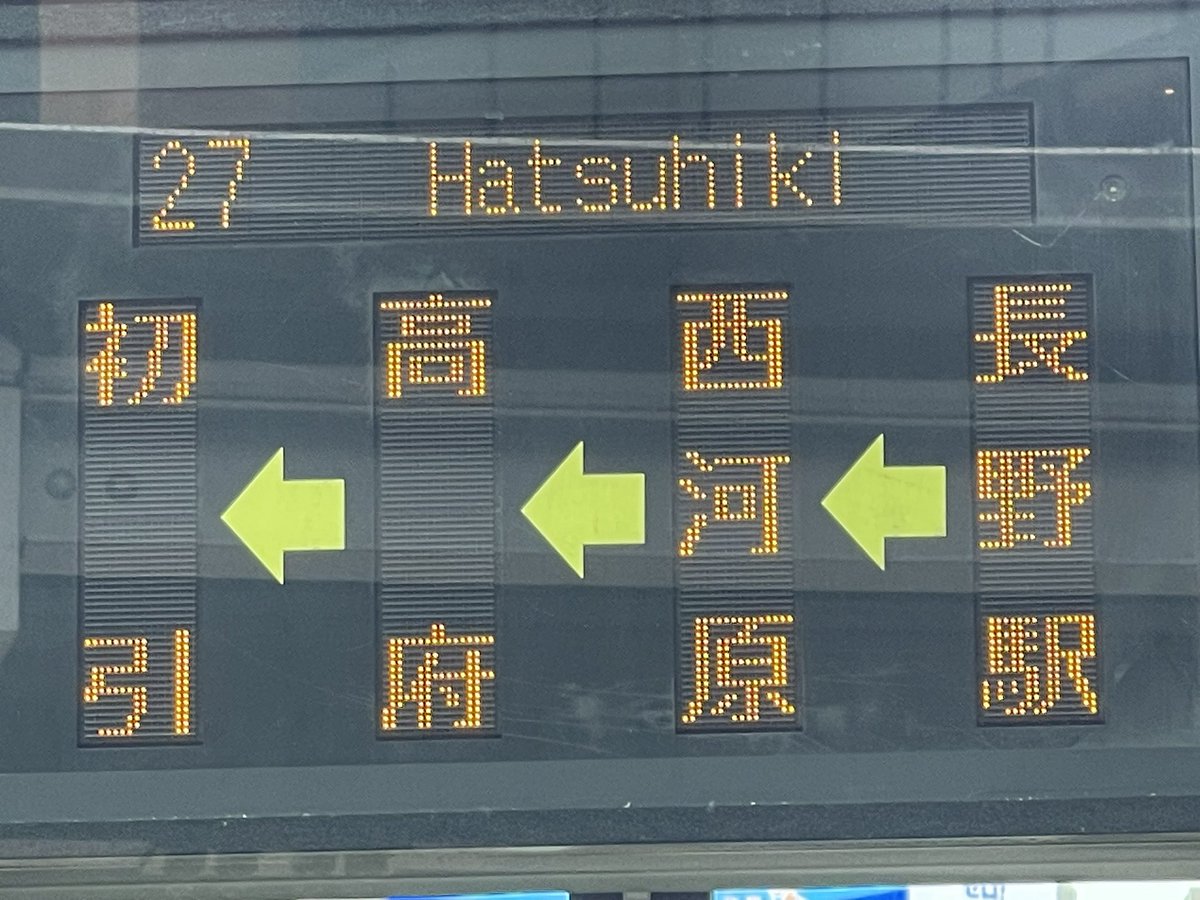 27 Hatsuhiki
長野駅
西河原
高府
初引